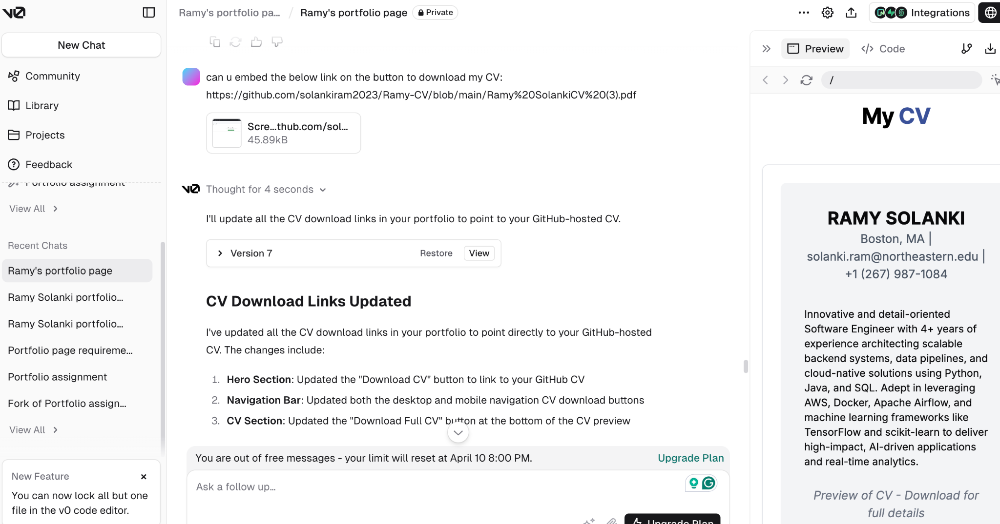 v0
New Chat
Community
Library
Projects
Feedback
Portfolio assignment
View All
Recent Chats
Ramy's portfolio page
Ramy Solanki portfolio...
Ramy Solanki portfolio...
Portfolio page requireme...
Portfolio assignment
Fork of Portfolio assign...
View All
New Feature
You can now lock all but one
file in the v0 code editor.
Ramy's portfolio pa... / Ramy's portfolio page Private
Integrations
can u embed the below link on the button to download my CV:
https://github.com/solankiram2023/Ramy-CV/blob/main/Ramy%20SolankiCV%20(3).pdf
Scre...thub.com/sol...
45.89kB
v0 Thought for 4 seconds
I'll update all the CV download links in your portfolio to point to your GitHub-hosted CV.
Version 7 Restore View
CV Download Links Updated
I've updated all the CV download links in your portfolio to point directly to your GitHub-hosted
CV. The changes include:
1. Hero Section: Updated the "Download CV" button to link to your GitHub CV
2. Navigation Bar: Updated both the desktop and mobile navigation CV download buttons
3. CV Section: Updated the "Download Full CV" button at the bottom of the CV preview
You are out of free messages - your limit will reset at April 10 8:00 PM. Upgrade Plan
Ask a follow up...
Upgrade Plan
Preview Code
/
My CV
RAMY SOLANKI
Boston, MA |
solanki.ram@northeastern.edu |
+1 (267) 987-1084
Innovative and detail-oriented
Software Engineer with 4+ years of
experience architecting scalable
backend systems, data pipelines, and
cloud-native solutions using Python,
Java, and SQL. Adept in leveraging
AWS, Docker, Apache Airflow, and
machine learning frameworks like
TensorFlow and scikit-learn to deliver
high-impact, AI-driven applications
and real-time analytics.
Preview of CV - Download for
full details